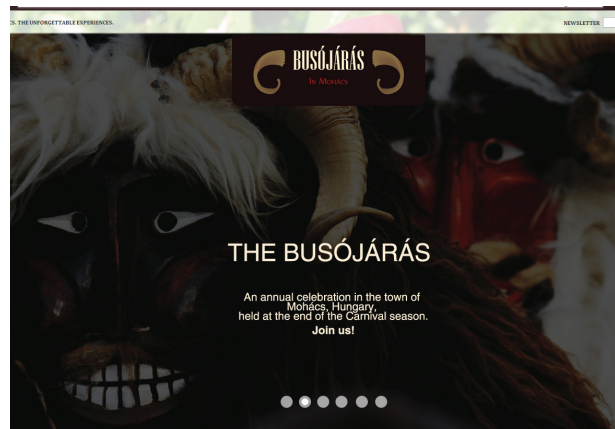 CS. THE UNFORGETTABLE EXPERIENCES.
NEWSLETTER
BUSÓJÁRÁS
IN MOHÁCS
THE BUSÓJÁRÁS
An annual celebration in the town of
Mohács, Hungary,
held at the end of the Carnival season.
Join us!